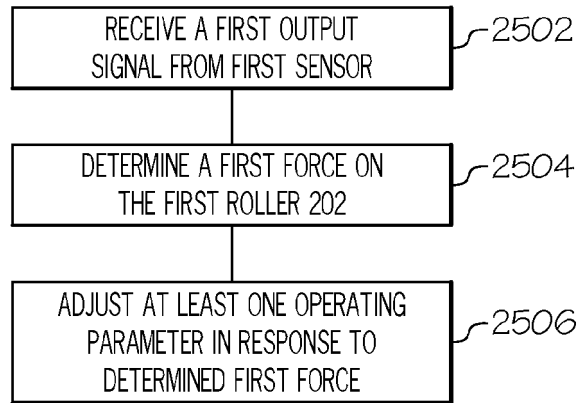 RECEIVE A FIRST OUTPUT
SIGNAL FROM FIRST SENSOR
2502
DETERMINE A FIRST FORCE ON
THE FIRST ROLLER 202
2504
ADJUST AT LEAST ONE OPERATING
PARAMETER IN RESPONSE TO
DETERMINED FIRST FORCE
2506